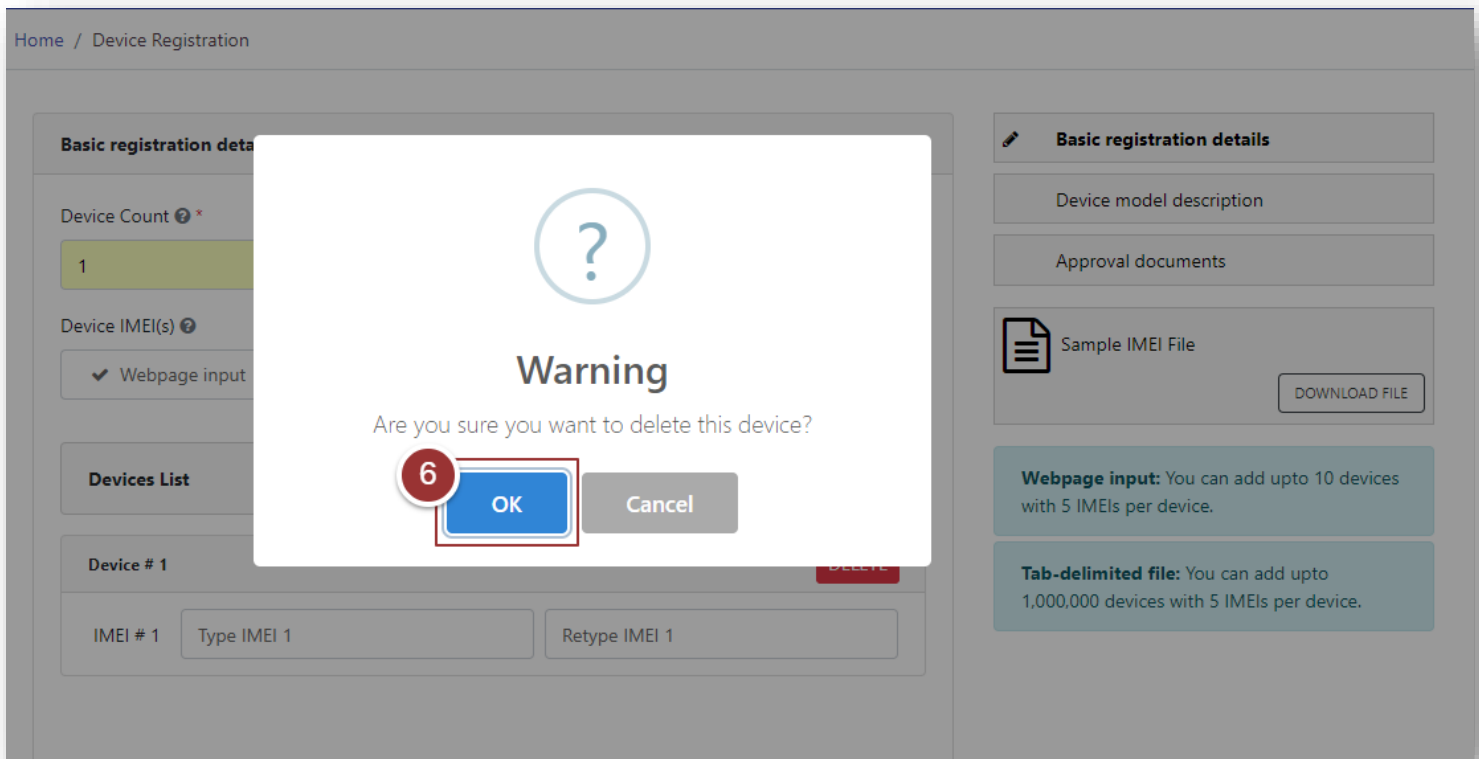 Home / Device Registration
Basic registration deta
Device Count ? *
1
Device IMEI(s) ?
Webpage input
Devices List
Device # 1
DELETE
IMEI # 1
Type IMEI 1
Retype IMEI 1
?
Warning
Are you sure you want to delete this device?
6
OK
Cancel
Basic registration details
Device model description
Approval documents
Sample IMEI File
DOWNLOAD FILE
Webpage input: You can add upto 10 devices
with 5 IMEIs per device.
Tab-delimited file: You can add upto
1,000,000 devices with 5 IMEIs per device.